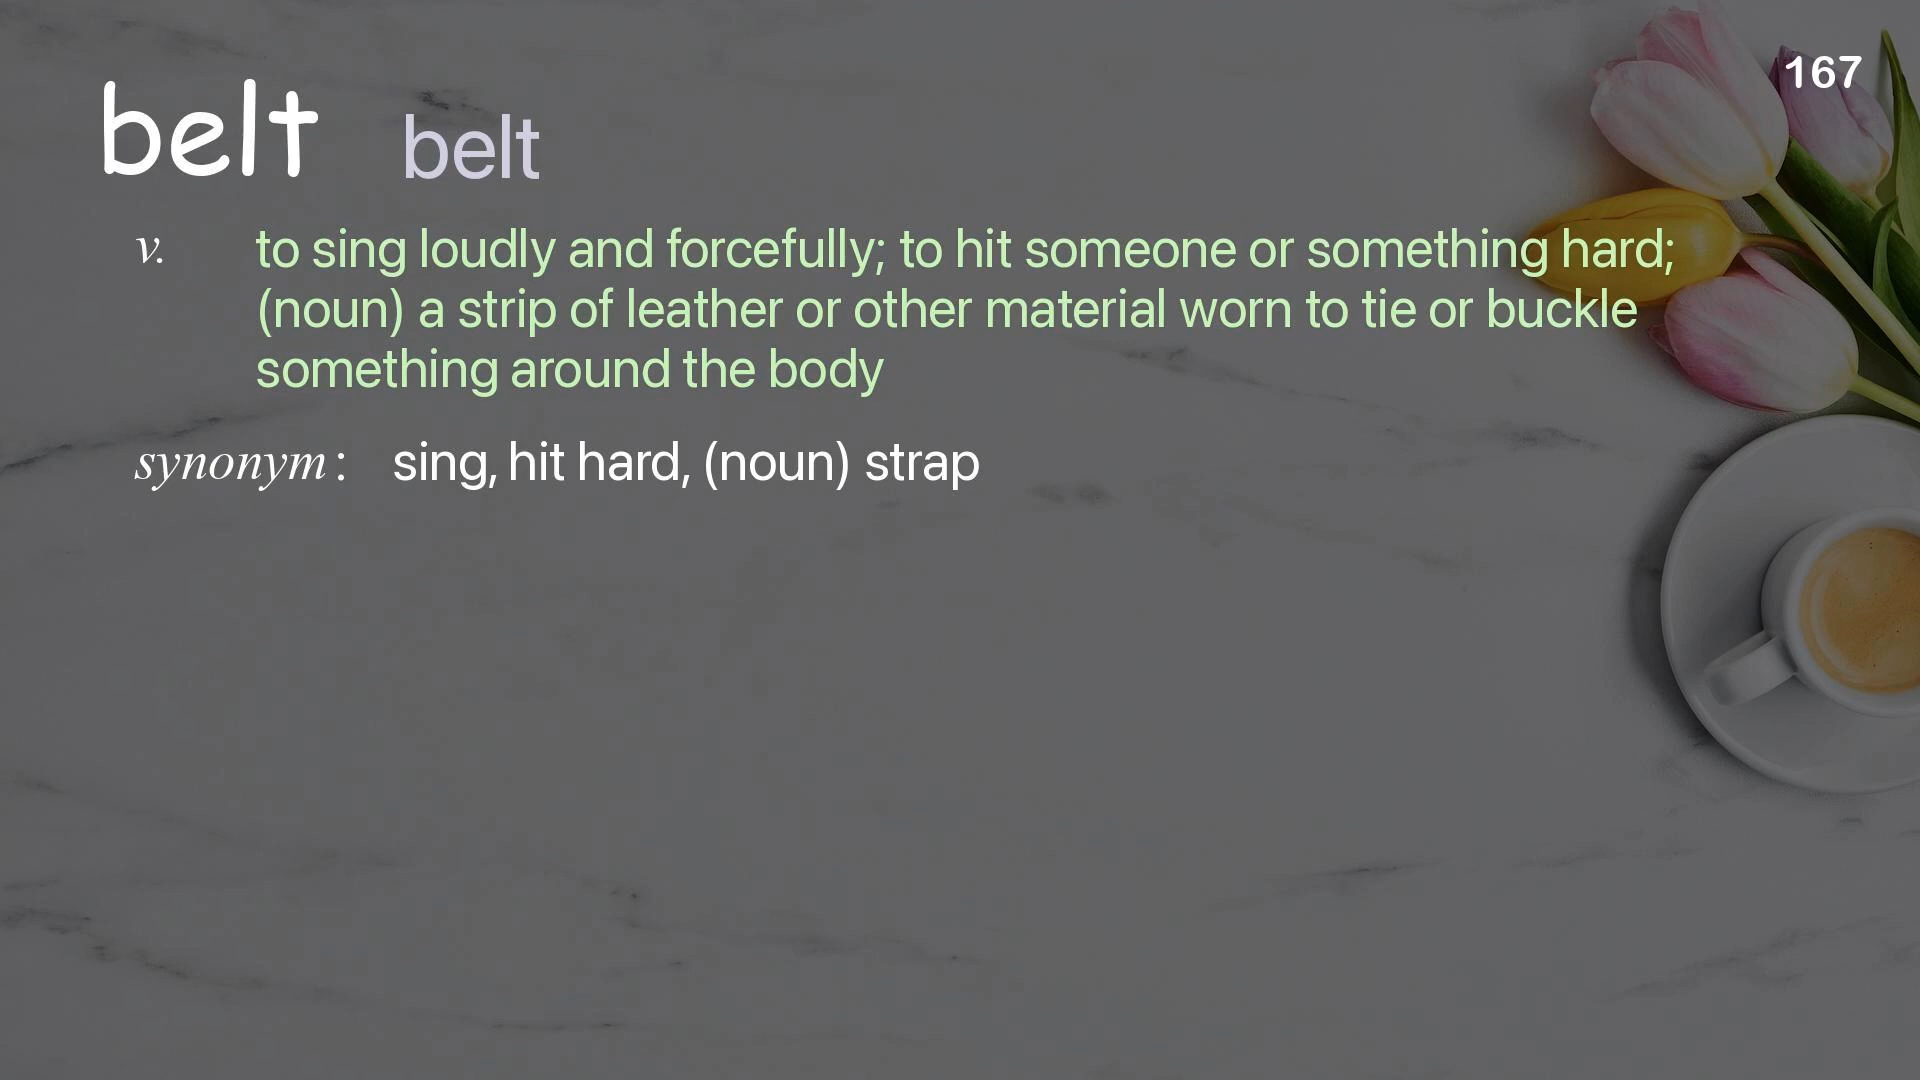 167
belt belt
v. to sing loudly and forcefully; to hit someone or something hard;
(noun) a strip of leather or other material worn to tie or buckle
something around the body
synonym: sing, hit hard, (noun) strap